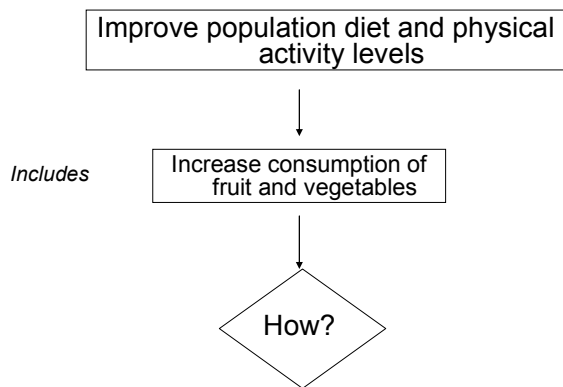 Improve population diet and physical
activity levels
Includes
Increase consumption of
fruit and vegetables
How?